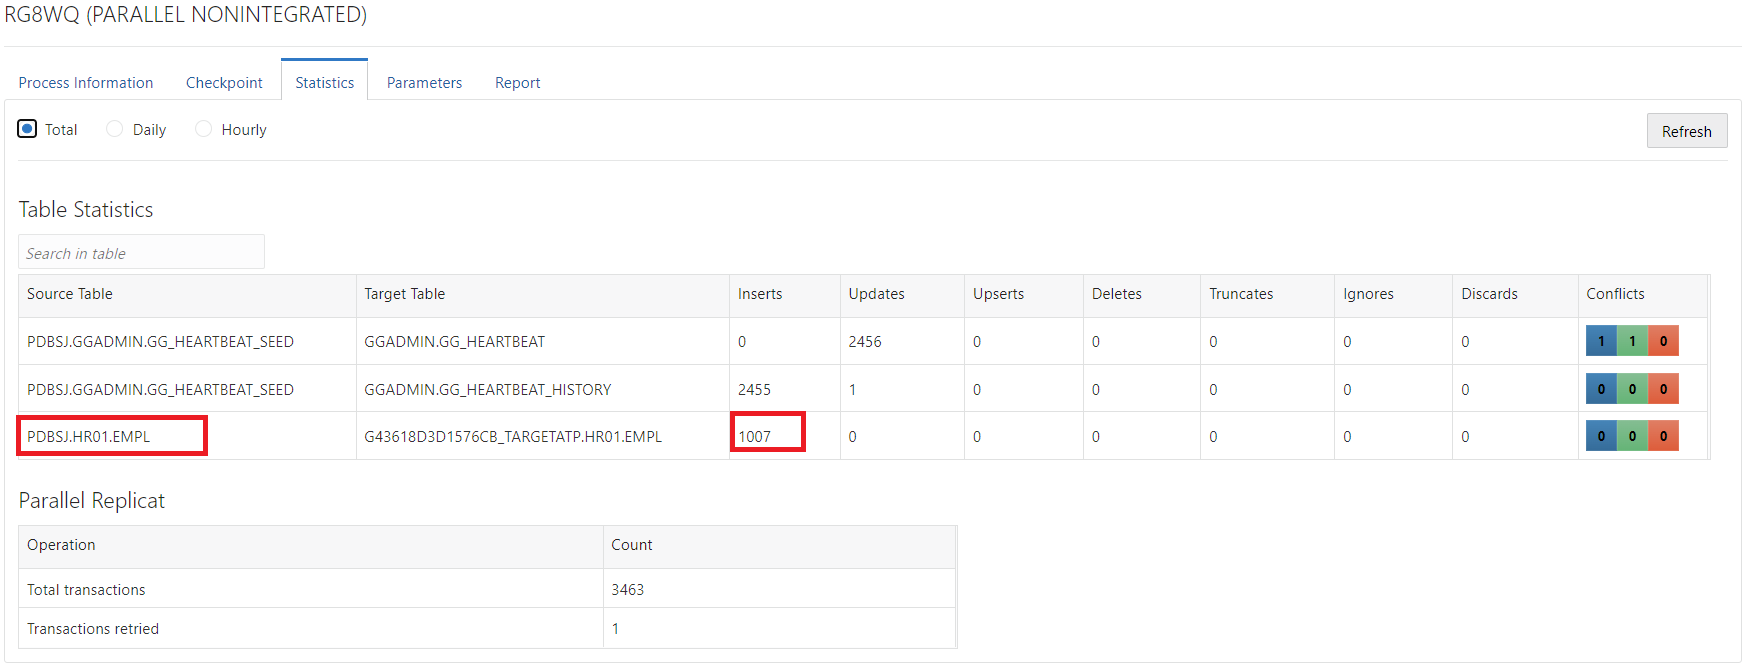 RG8WQ (PARALLEL NONINTEGRATED)
Process Information Checkpoint Statistics Parameters Report
Total Daily Hourly
Refresh
Table Statistics
Search in table
Source Table Target Table Inserts Updates Upserts Deletes Truncates Ignores Discards Conflicts
PDBSJ.GGADMIN.GG_HEARTBEAT_SEED GGADMIN.GG_HEARTBEAT 0 2456 0 0 0 0 0 1 1 0
PDBSJ.GGADMIN.GG_HEARTBEAT_SEED GGADMIN.GG_HEARTBEAT_HISTORY 2455 1 0 0 0 0 0 0 0 0
PDBSJ.HR01.EMPL G43618D3D1576CB_TARGETATP.HR01.EMPL 1007 0 0 0 0 0 0 0 0 0
Parallel Replicat
Operation Count
Total transactions 3463
Transactions retried 1